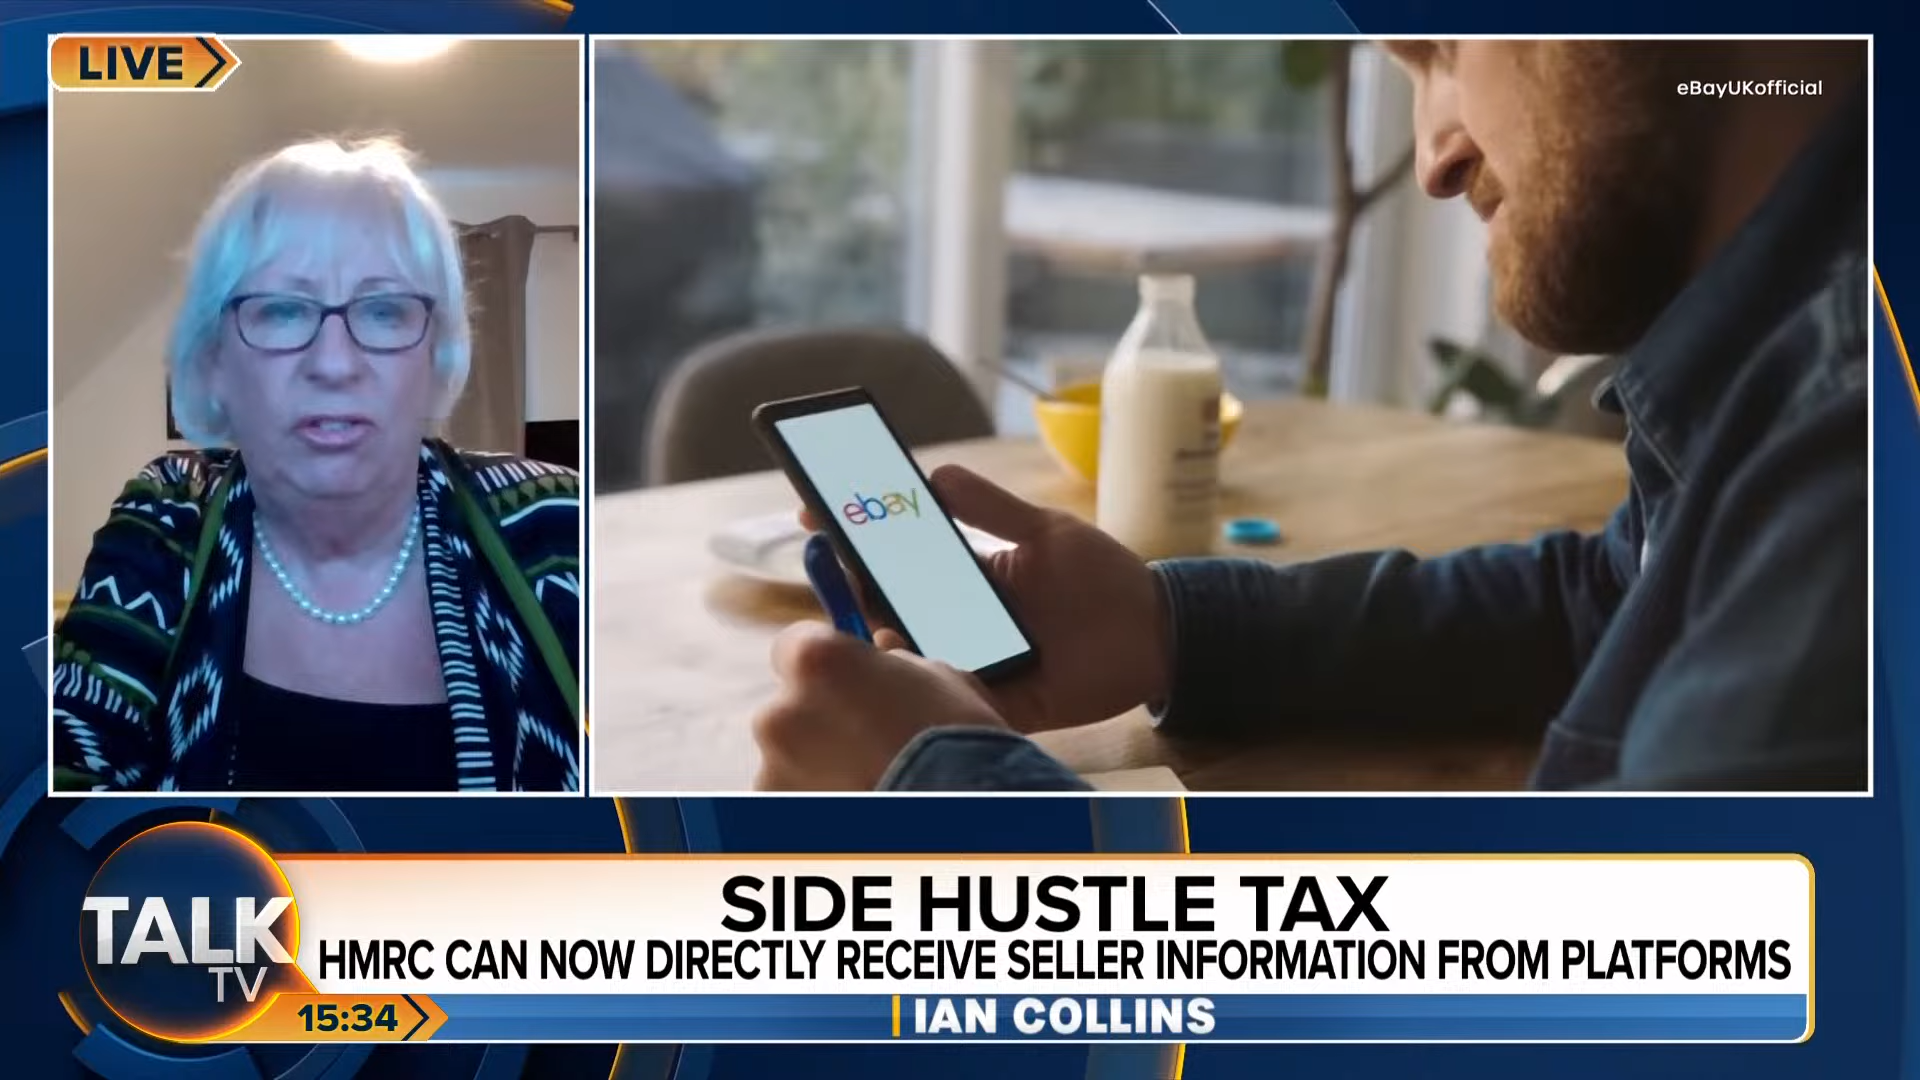 LIVE
eBayUKofficial
ebay
SIDE HUSTLE TAX
HMRC CAN NOW DIRECTLY RECEIVE SELLER INFORMATION FROM PLATFORMS
TALK
TV
15:34
IAN COLLINS